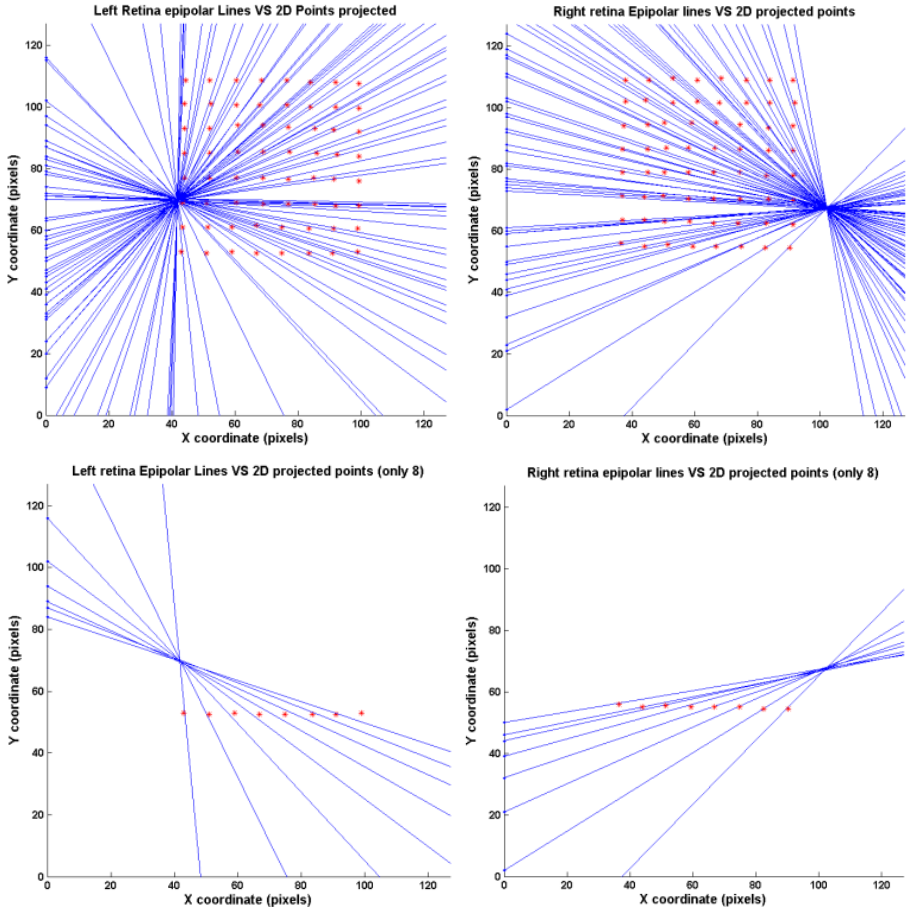 Left Retina epipolar Lines VS 2D Points projected
120
100
80
60
40
20
0
0 20 40 60 80 100 120
Y coordinate (pixels)
X coordinate (pixels)
Right retina Epipolar lines VS 2D projected points
120
100
80
60
40
20
0
0 20 40 60 80 100 120
Y coordinate (pixels)
X coordinate (pixels)
Left retina Epipolar Lines VS 2D projected points (only 8)
120
100
80
60
40
20
0
0 20 40 60 80 100 120
Y coordinate (pixels)
X coordinate (pixels)
Right retina epipolar lines VS 2D projected points (only 8)
120
100
80
60
40
20
0
0 20 40 60 80 100 120
Y coordinate (pixels)
X coordinate (pixels)